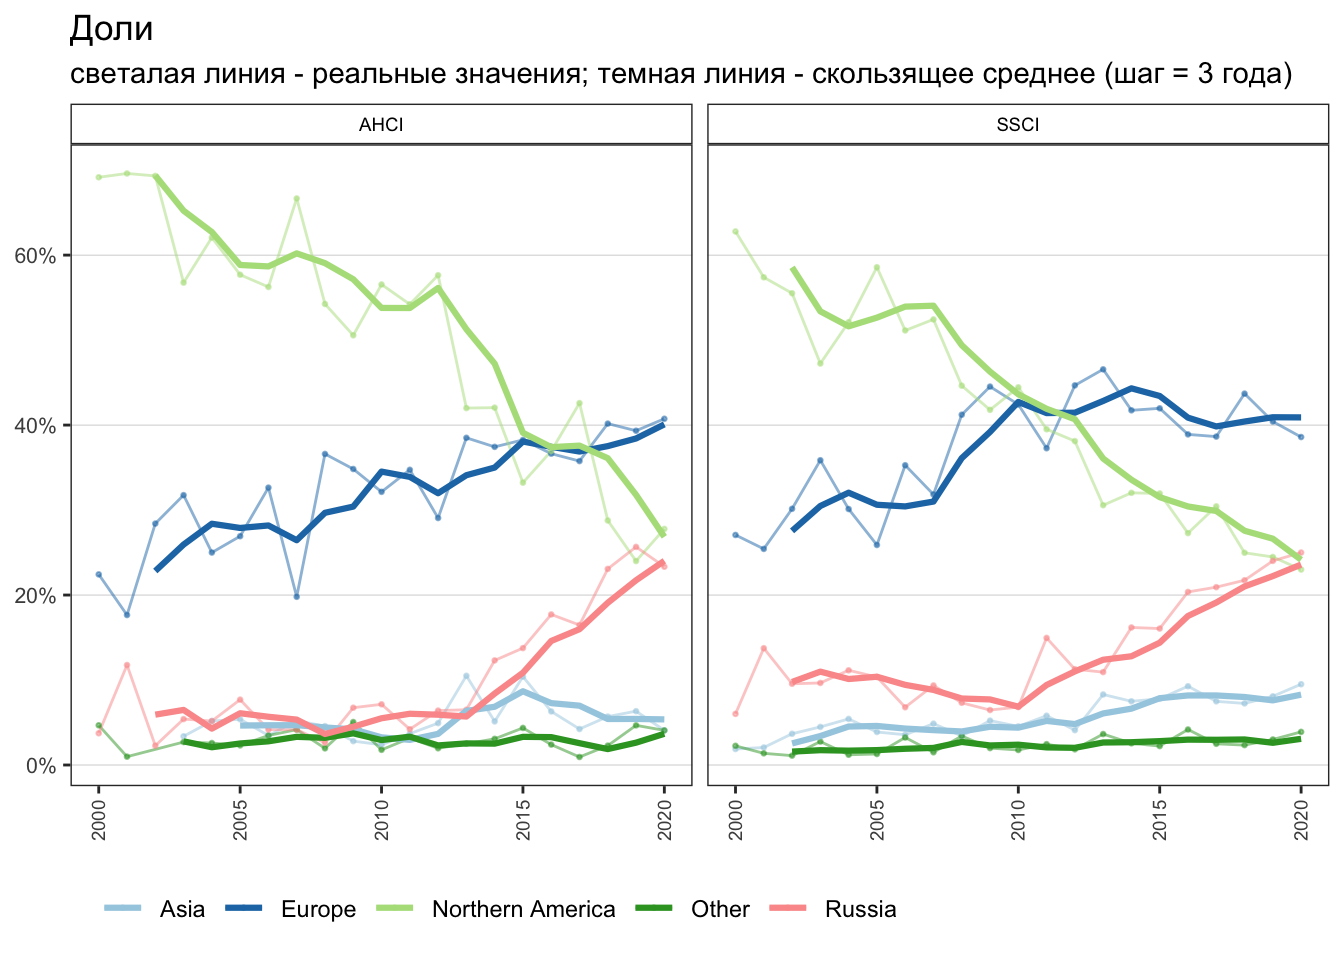 Доли
светалая линия - реальные значения; темная линия - скользящее среднее (шаг = 3 года)
AHCI
SSCI
60%
40%
20%
0%
2000
2005
2010
2015
2020
2000
2005
2010
2015
2020
Asia
Europe
Northern America
Other
Russia